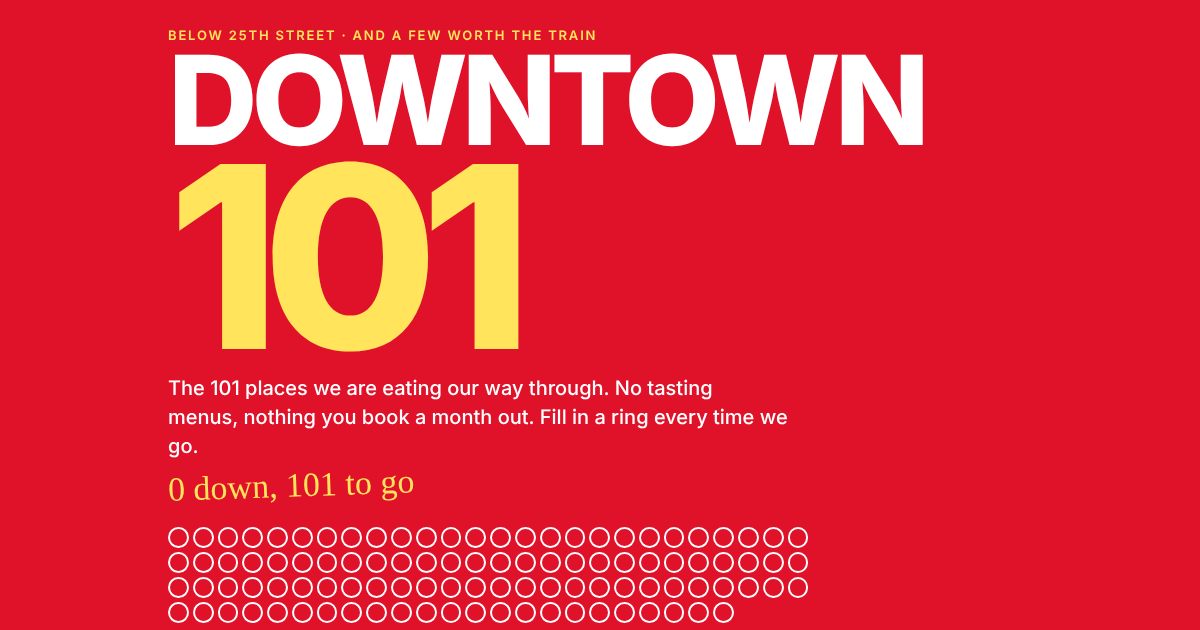 BELOW 25TH STREET · AND A FEW WORTH THE TRAIN
DOWNTOWN
101
The 101 places we are eating our way through. No tasting
menus, nothing you book a month out. Fill in a ring every time we
go.
0 down, 101 to go